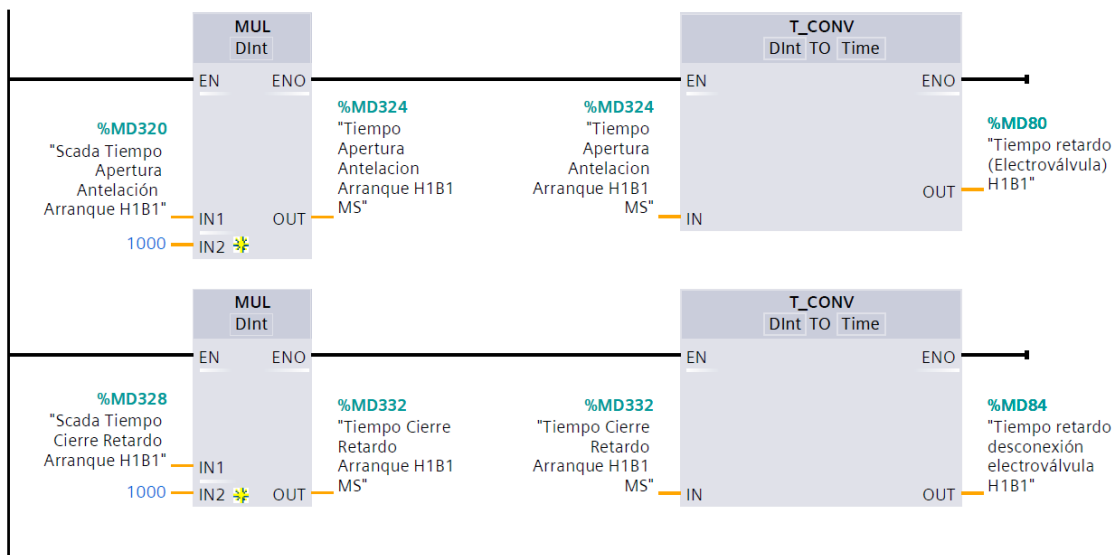 MUL
DInt
EN ENO
%MD320
"Scada Tiempo
Apertura
Antelación
Arranque H1B1"
IN1
1000
IN2
OUT
%MD324
"Tiempo
Apertura
Antelacion
Arranque H1B1
MS"
T_CONV
DInt TO Time
EN ENO
%MD324
"Tiempo
Apertura
Antelacion
Arranque H1B1
MS"
IN
OUT
%MD80
"Tiempo retardo
(Electroválvula)
H1B1"
MUL
DInt
EN ENO
%MD328
"Scada Tiempo
Cierre Retardo
Arranque H1B1"
IN1
1000
IN2 OUT
%MD332
"Tiempo Cierre
Retardo
Arranque H1B1
MS"
T_CONV
DInt TO Time
EN ENO
%MD332
"Tiempo Cierre
Retardo
Arranque H1B1
MS"
IN OUT
%MD84
"Tiempo retardo
desconexión
electroválvula
H1B1"